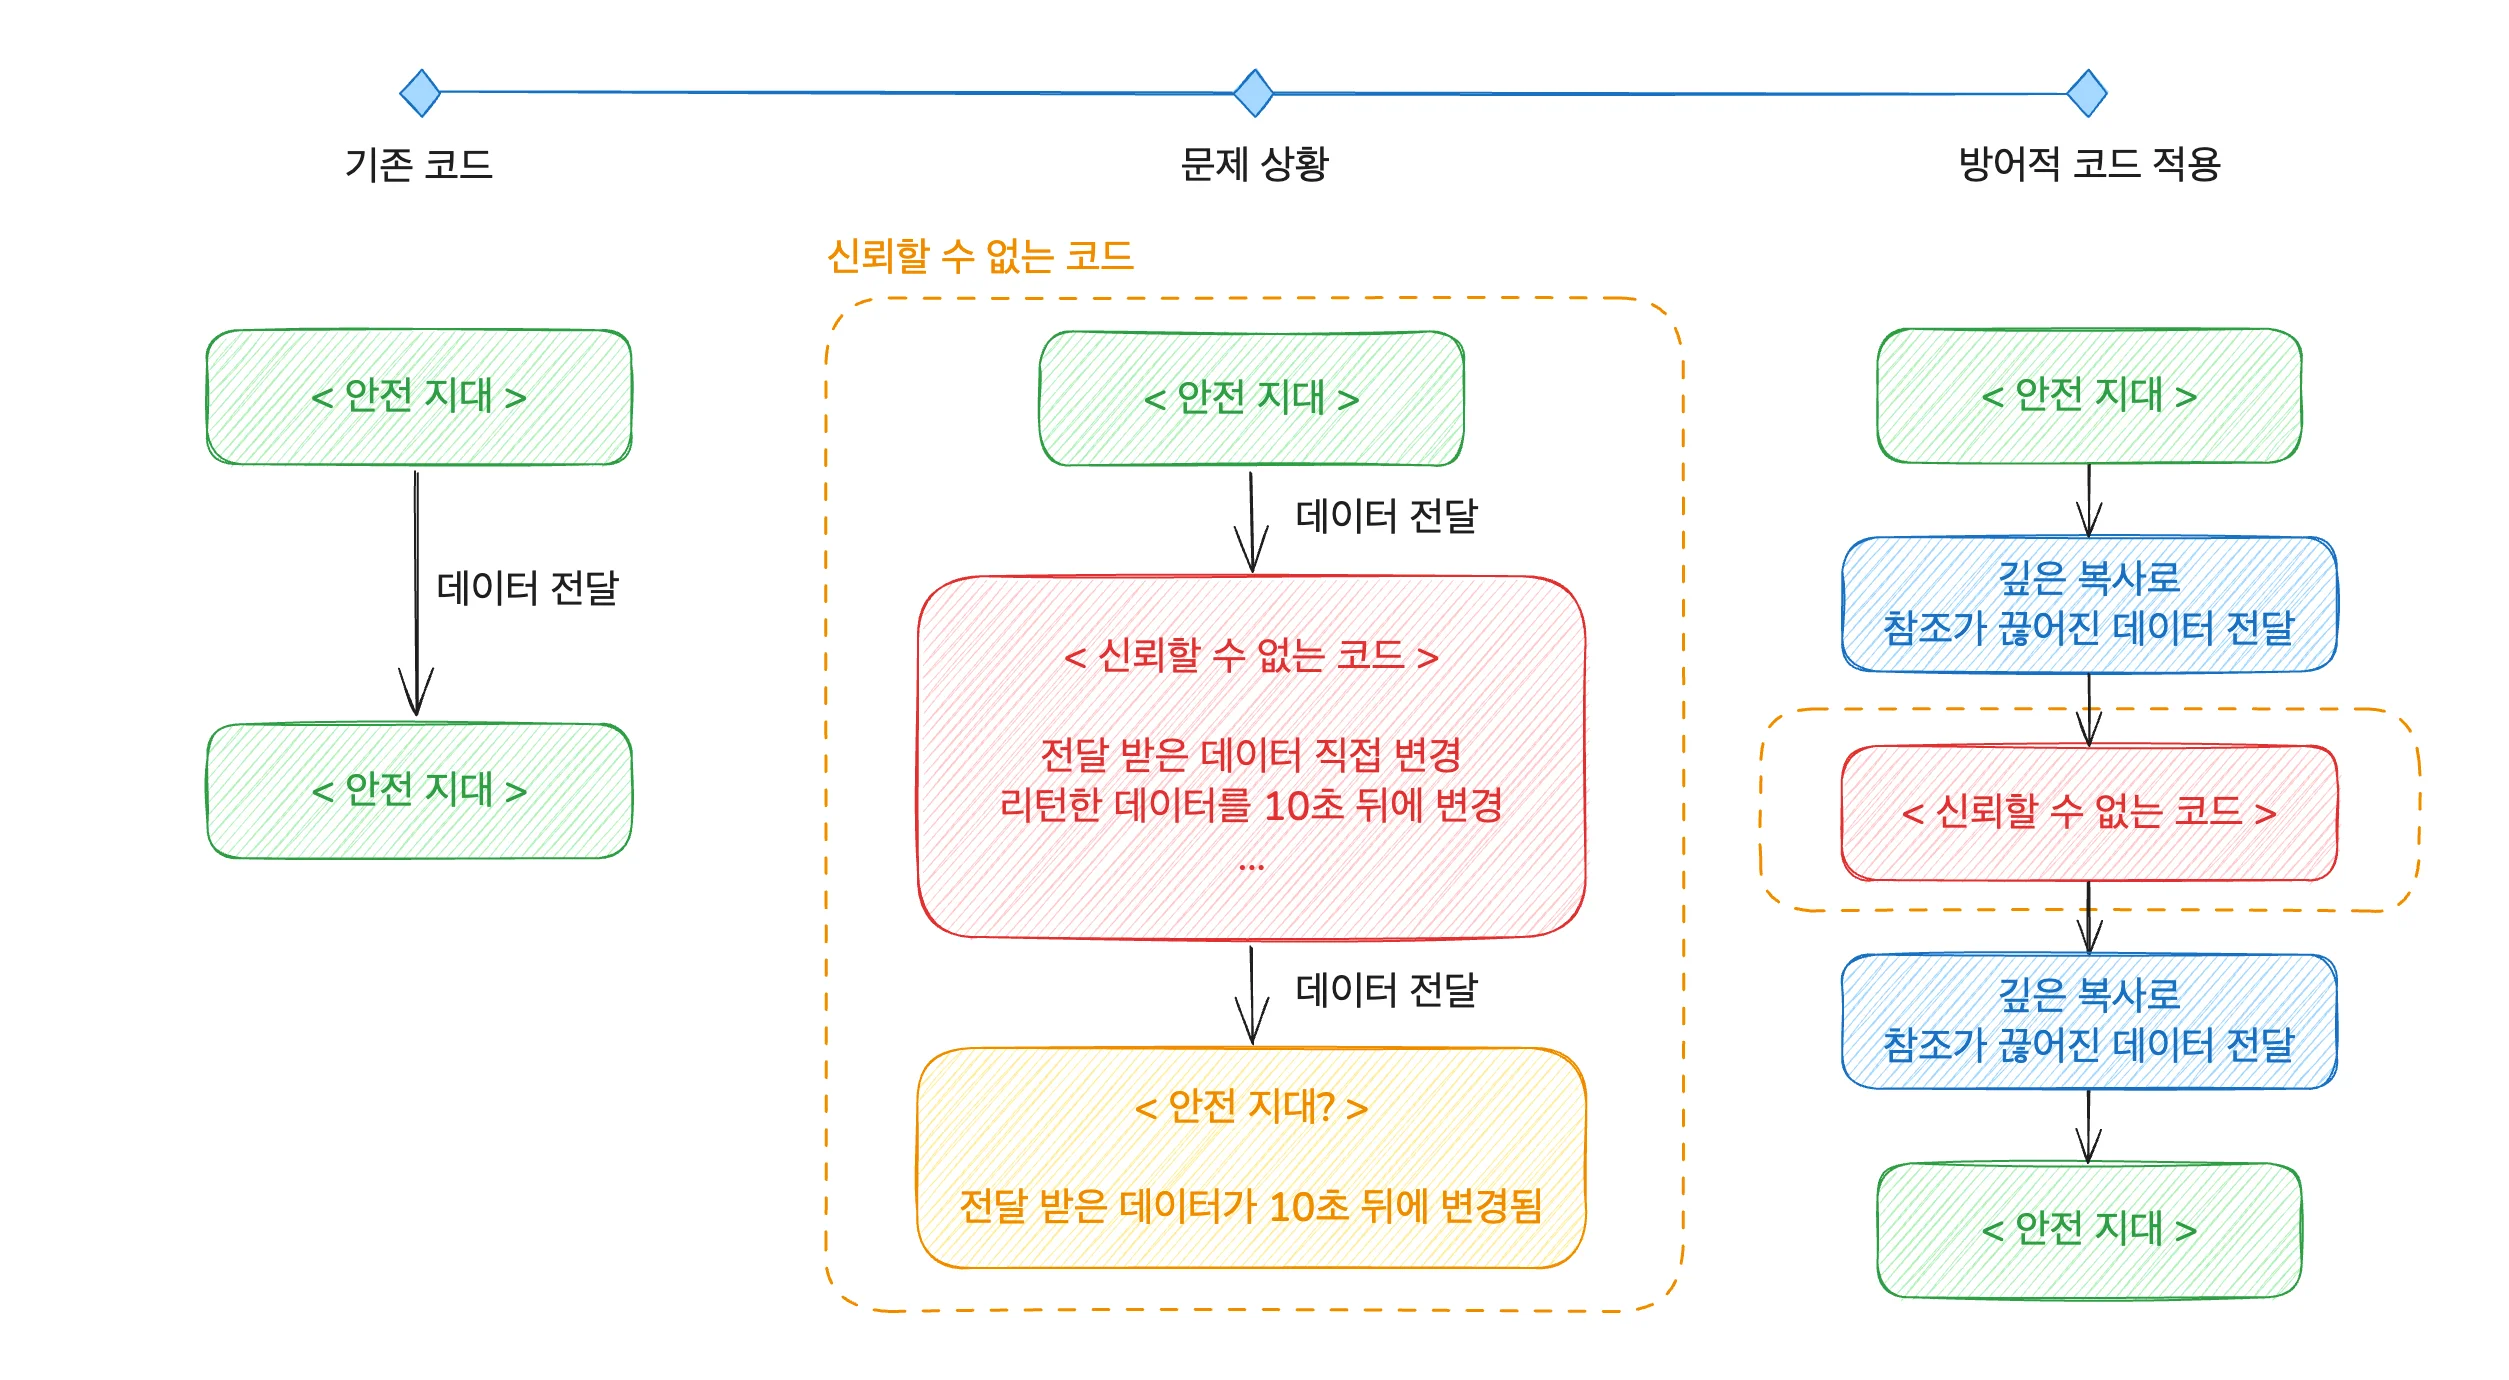 기존 코드
문제 상황
방어적 코드 적용
< 안전 지대 >
데이터 전달
< 안전 지대 >
신뢰할 수 없는 코드
< 안전 지대 >
데이터 전달
< 신뢰할 수 없는 코드 >
전달 받은 데이터 직접 변경
리턴한 데이터를 10초 뒤에 변경
...
데이터 전달
< 안전 지대? >
전달 받은 데이터가 10초 뒤에 변경됨
< 안전 지대 >
깊은 복사로
참조가 끊어진 데이터 전달
< 신뢰할 수 없는 코드 >
깊은 복사로
참조가 끊어진 데이터 전달
< 안전 지대 >